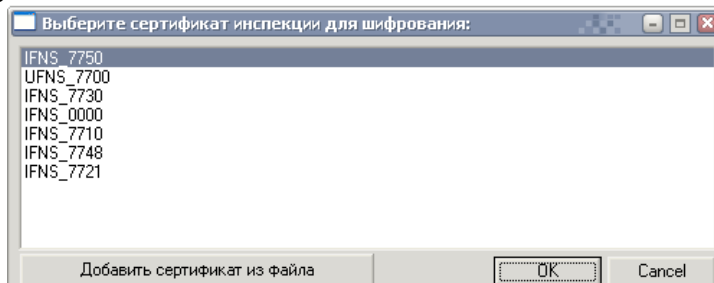 Выберите сертификат инспекции для шифрования:
IFNS_7750
UFNS_7700
IFNS_7730
IFNS_0000
IFNS_7710
IFNS_7748
IFNS_7721
Добавить сертификат из файла OK Cancel